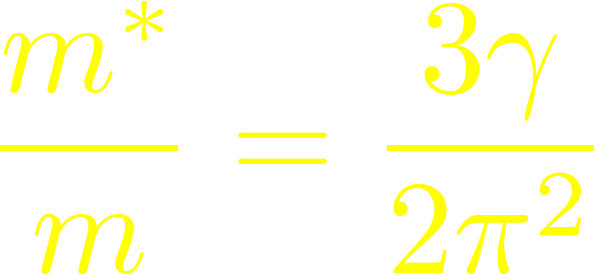 m* / m = 3γ / 2π²